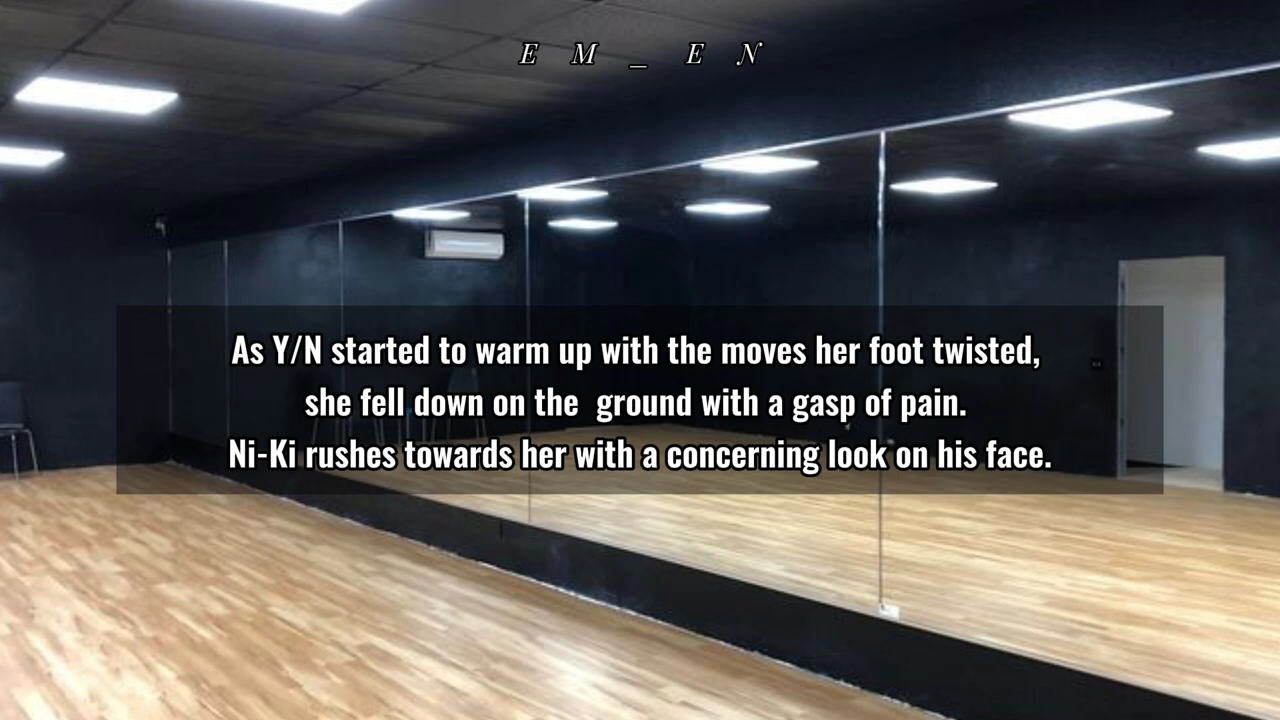 E M _ E N
As Y/N started to warm up with the moves her foot twisted,
she fell down on the  ground with a gasp of pain.
Ni-Ki rushes towards her with a concerning look on his face.